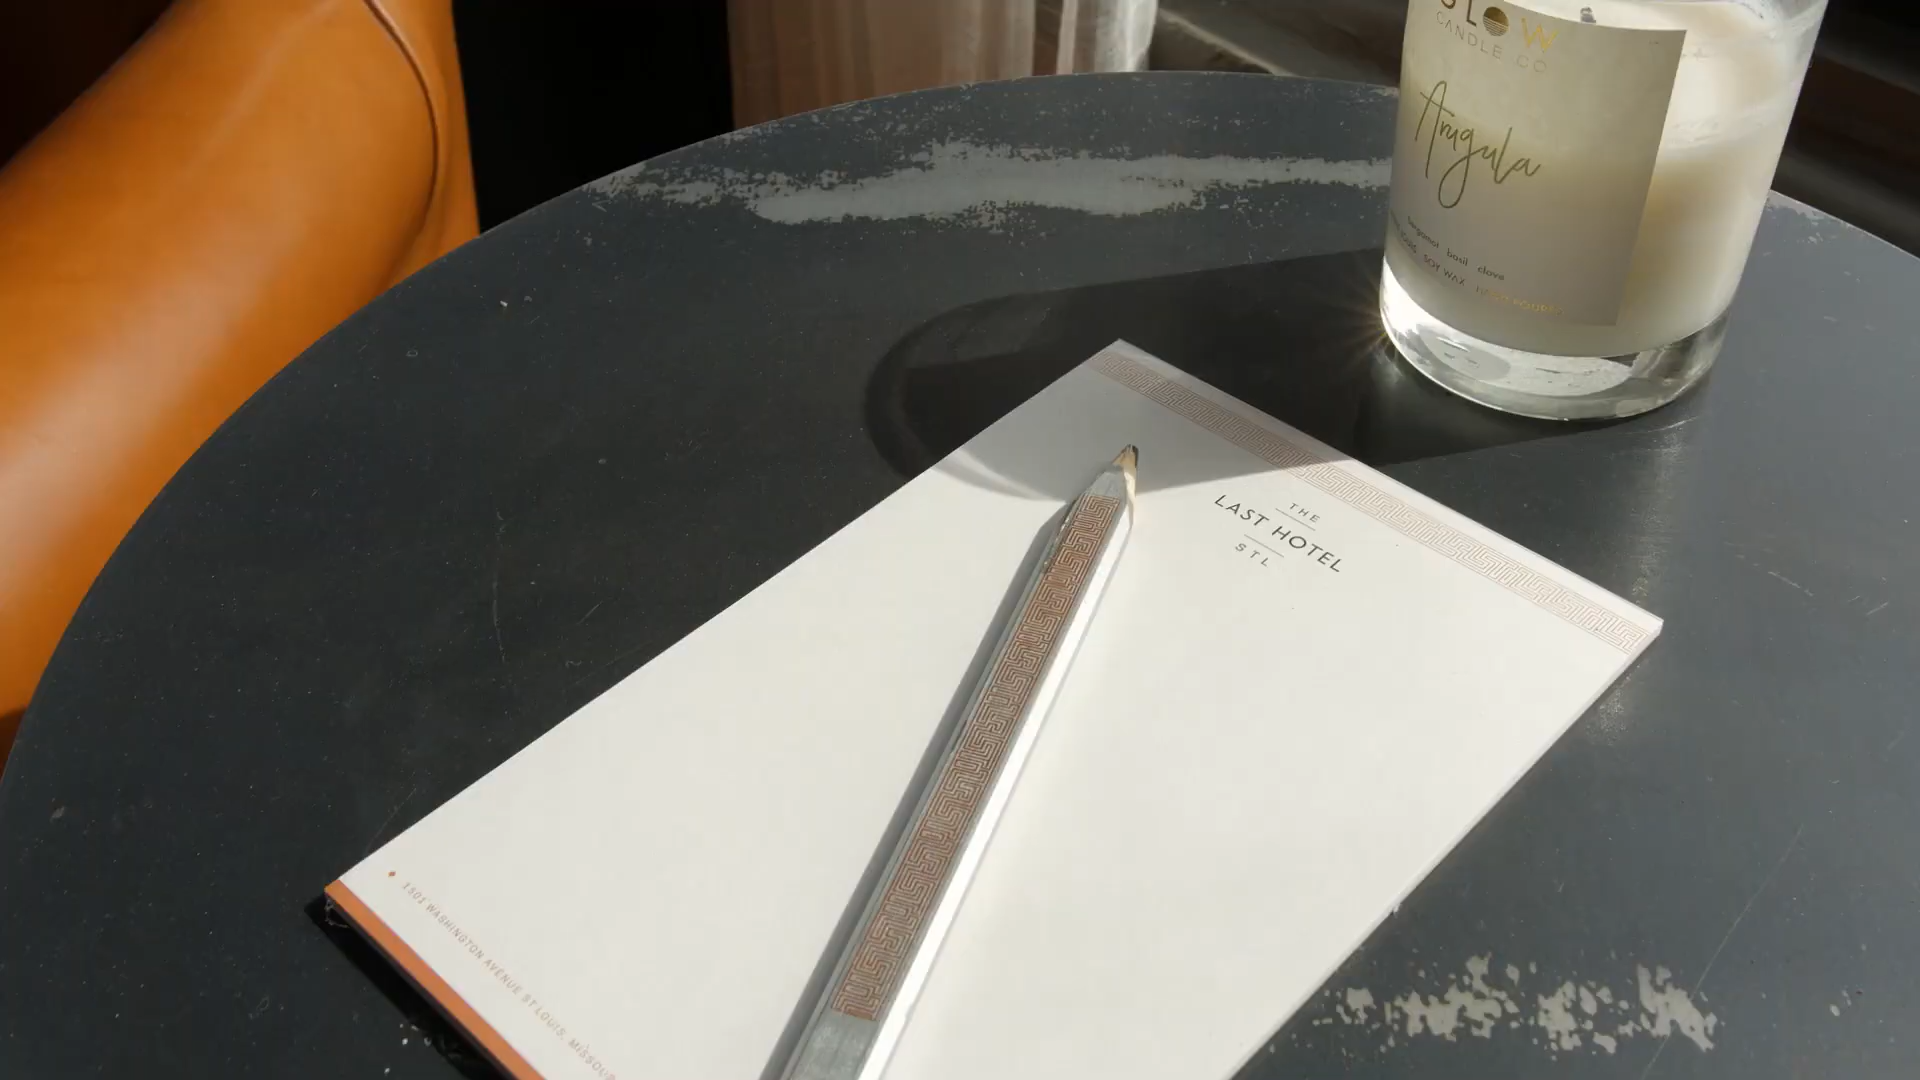 CANDLE CO
Arugula
bergamot basil clove
SOY WAX
THE
LAST HOTEL
STL
1501 WASHINGTON AVENUE ST LOUIS, MISSOU